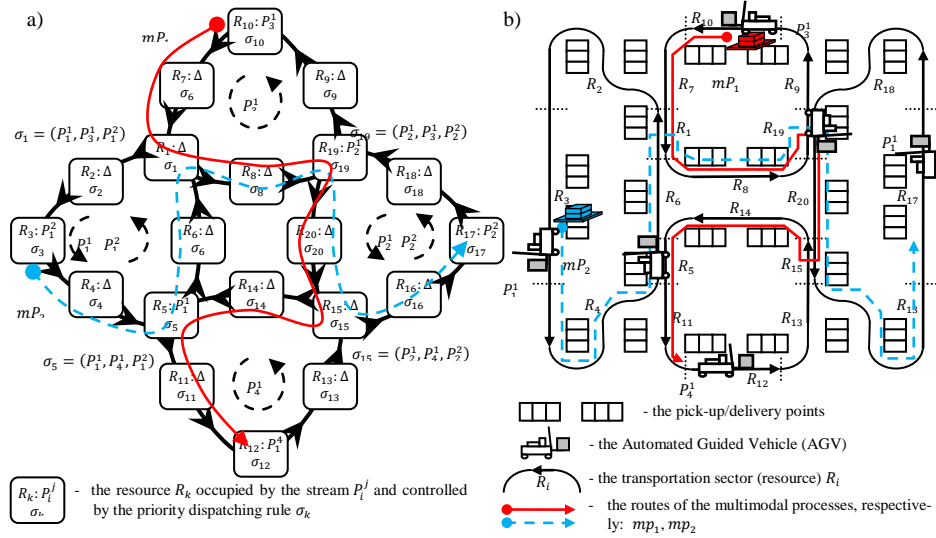 a)
b)
mP.
R₁₀: P₃¹
σ₁₀
R₇: Δ
σ₆
R₉: Δ
σ₉
σ₁ = (P₁¹, P₃¹, P₁²)
σ₁₉ = (P₂¹, P₃¹, P₂²)
R₁: Δ
σ₁
R₈: Δ
σ₈
R₁₉: P₂¹
σ₁₉
R₂: Δ
σ₂
R₁₈: Δ
σ₁₈
R₃: P₁²
σ₃
P₁¹ P₁²
R₆: Δ
σ₆
R₂₀: Δ
σ₂₀
P₂¹ P₂²
R₁₇: P₂²
σ₁₇
R₄: Δ
σ₄
R₁₄: Δ
σ₁₄
R₁₆: Δ
σ₁₆
mP₂
R₅: P₁¹
σ₅
R₁₅: Δ
σ₁₅
σ₅ = (P₁¹, P₄¹, P₁²)
σ₁₅ = (P₂¹, P₄¹, P₂²)
R₁₁: Δ
σ₁₁
P₄¹
R₁₃: Δ
σ₁₃
R₁₂: P₁⁴
σ₁₂
Rₖ: Pᵢʲ
σₖ
- the resource Rₖ occupied by the stream Pᵢʲ and controlled
by the priority dispatching rule σₖ
R₁₀
P₃¹
R₂
R₇
mP₁
R₉
R₁₈
R₁
R₁₉
P₁¹
R₈
R₃
R₆
R₁₄
R₂₀
R₁₇
mP₂
R₅
R₁₅
R₄
R₁₁
R₁₃
R₁₃
P₄¹
R₁₂
- the pick-up/delivery points
- the Automated Guided Vehicle (AGV)
Rᵢ
- the transportation sector (resource) Rᵢ
- the routes of the multimodal processes, respective-
ly: mp₁, mp₂